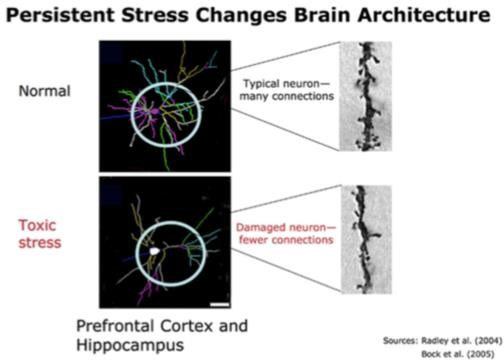 Persistent Stress Changes Brain Architecture
Normal
Typical neuron—
many connections
Toxic
stress
Damaged neuron—
fewer connections
Prefrontal Cortex and
Hippocampus
Sources: Radley et al. (2004)
Bock et al. (2005)